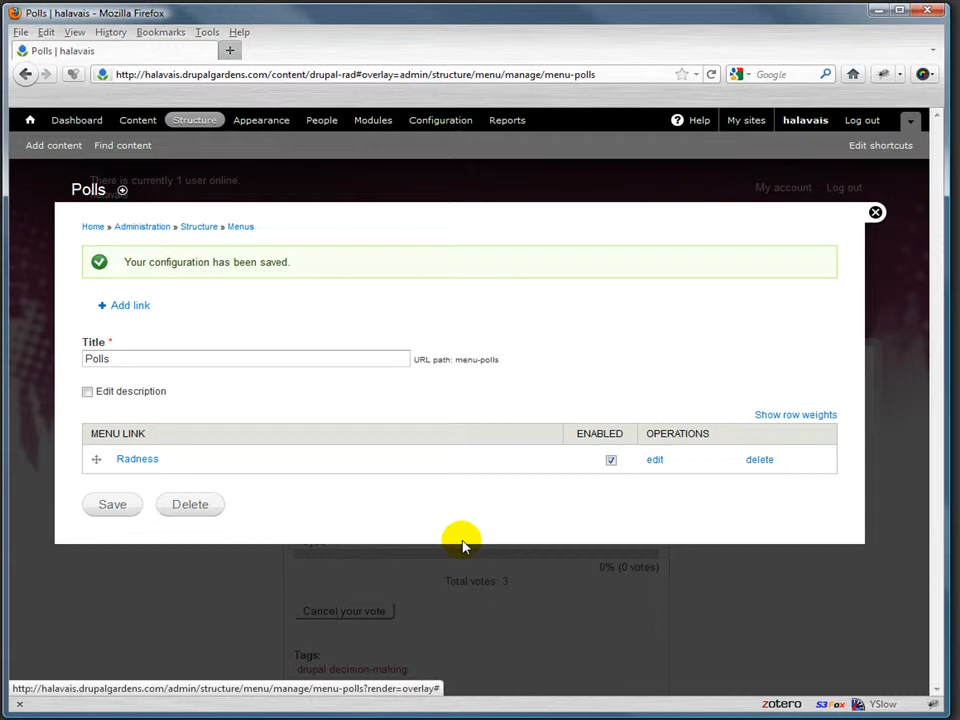 Polls | halavais - Mozilla Firefox
File Edit View History Bookmarks Tools Help
Polls | halavais
http://halavais.drupalgardens.com/content/drupal-rad#overlay=admin/structure/menu/manage/menu-polls
Google
Dashboard Content Structure Appearance People Modules Configuration Reports
Help My sites halavais Log out
Add content Find content
Edit shortcuts
There is currently 1 user online.
My account Log out
Polls
Home » Administration » Structure » Menus
Your configuration has been saved.
Add link
Title *
Polls
URL path: menu-polls
Edit description
Show row weights
MENU LINK ENABLED OPERATIONS
Radness edit delete
Save Delete
0% (0 votes)
Total votes: 3
Cancel your vote
Tags:
drupal decision-making
http://halavais.drupalgardens.com/admin/structure/menu/manage/menu-polls?render=overlay#
zotero S3Fox YSlow